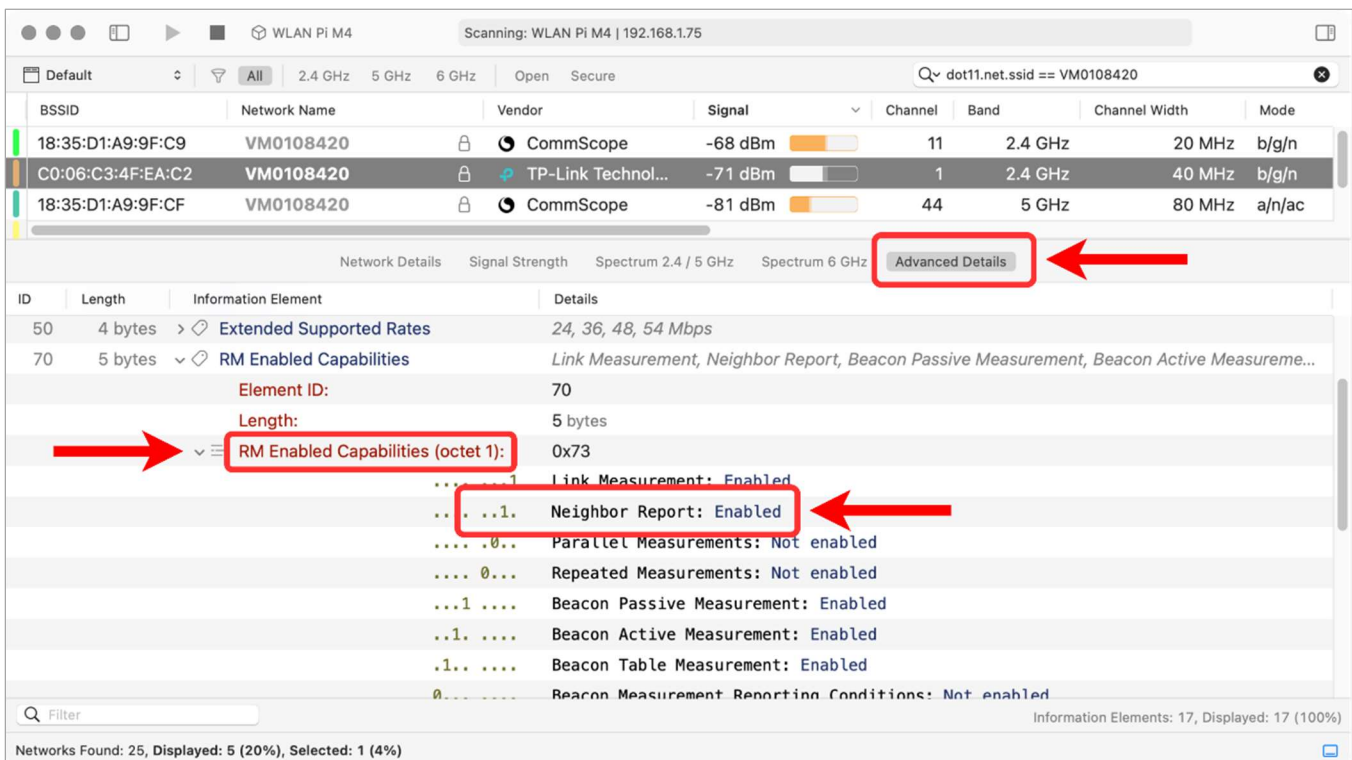 WLAN Pi M4 Scanning: WLAN Pi M4 | 192.168.1.75
Default All 2.4 GHz 5 GHz 6 GHz Open Secure dot11.net.ssid == VM0108420
BSSID Network Name Vendor Signal Channel Band Channel Width Mode
18:35:D1:A9:9F:C9 VM0108420 CommScope -68 dBm 11 2.4 GHz 20 MHz b/g/n
C0:06:C3:4F:EA:C2 VM0108420 TP-Link Technol... -71 dBm 1 2.4 GHz 40 MHz b/g/n
18:35:D1:A9:9F:CF VM0108420 CommScope -81 dBm 44 5 GHz 80 MHz a/n/ac
Network Details Signal Strength Spectrum 2.4 / 5 GHz Spectrum 6 GHz Advanced Details
ID Length Information Element Details
50 4 bytes Extended Supported Rates 24, 36, 48, 54 Mbps
70 5 bytes RM Enabled Capabilities Link Measurement, Neighbor Report, Beacon Passive Measurement, Beacon Active Measureme...
Element ID: 70
Length: 5 bytes
RM Enabled Capabilities (octet 1): 0x73
.... ...1 Link Measurement: Enabled
.... ..1. Neighbor Report: Enabled
.... .0.. Parallel Measurements: Not enabled
.... 0... Repeated Measurements: Not enabled
...1 .... Beacon Passive Measurement: Enabled
..1. .... Beacon Active Measurement: Enabled
.1.. .... Beacon Table Measurement: Enabled
0... .... Beacon Measurement Reporting Conditions: Not enabled
Filter Information Elements: 17, Displayed: 17 (100%)
Networks Found: 25, Displayed: 5 (20%), Selected: 1 (4%)